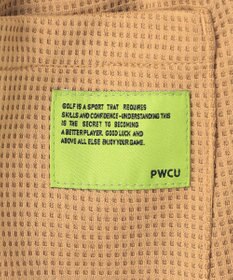 GOLF IS A SPORT THAT REQUIRES
SKILLS AND CONFIDENCE-UNDERSTANDING THIS
IS THE SECRET TO BECOMING
A BETTER PLAYER. GOOD LUCK AND
ABOVE ALL ELSE ENJOY YOUR GAME.
PWCU